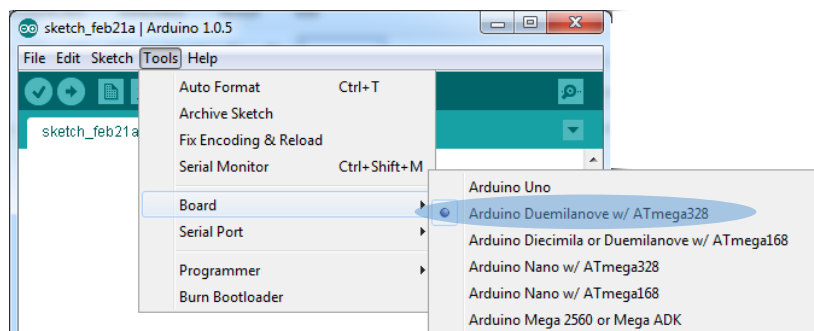 sketch_feb21a | Arduino 1.0.5
File Edit Sketch Tools Help
Auto Format Ctrl+T
Archive Sketch
sketch_feb21a
Fix Encoding & Reload
Serial Monitor Ctrl+Shift+M
Board
Serial Port
Programmer
Burn Bootloader
Arduino Uno
Arduino Duemilanove w/ ATmega328
Arduino Diecimila or Duemilanove w/ ATmega168
Arduino Nano w/ ATmega328
Arduino Nano w/ ATmega168
Arduino Mega 2560 or Mega ADK